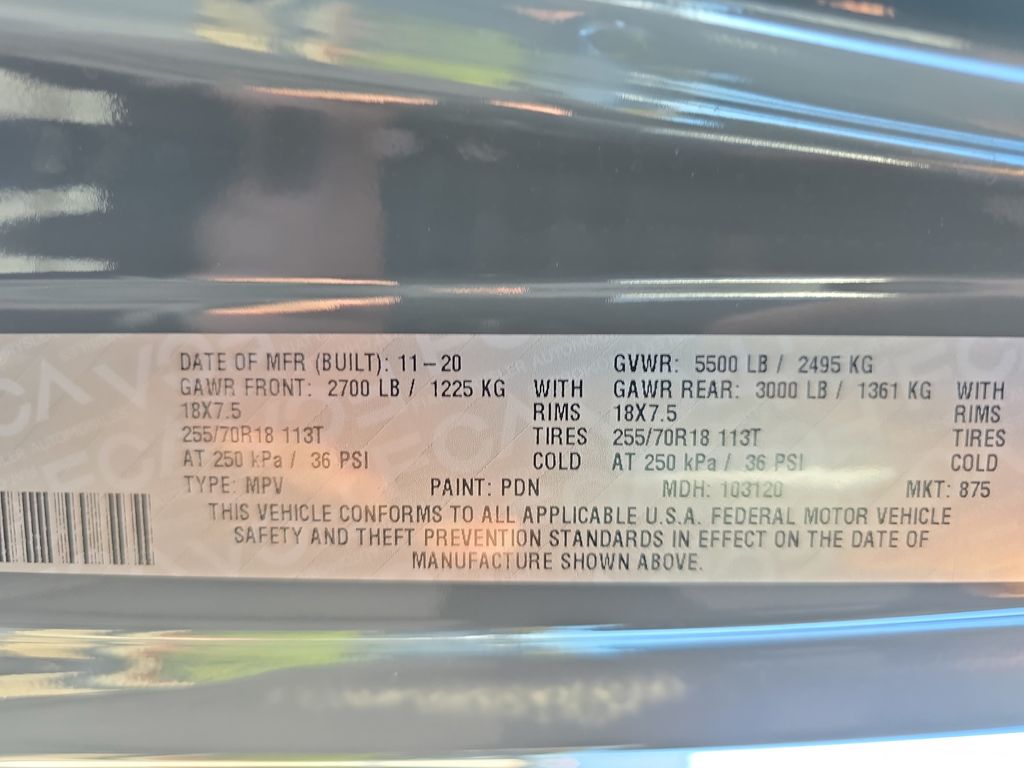 DATE OF MFR (BUILT): 11-20 GVWR: 5500 LB / 2495 KG
GAWR FRONT: 2700 LB / 1225 KG WITH GAWR REAR: 3000 LB / 1361 KG WITH
18X7.5 RIMS 18X7.5 RIMS
255/70R18 113T TIRES 255/70R18 113T TIRES
AT 250 kPa / 36 PSI COLD AT 250 kPa / 36 PSI COLD
TYPE: MPV PAINT: PDN MDH: 103120 MKT: 875
THIS VEHICLE CONFORMS TO ALL APPLICABLE U.S.A. FEDERAL MOTOR VEHICLE
SAFETY AND THEFT PREVENTION STANDARDS IN EFFECT ON THE DATE OF
MANUFACTURE SHOWN ABOVE.